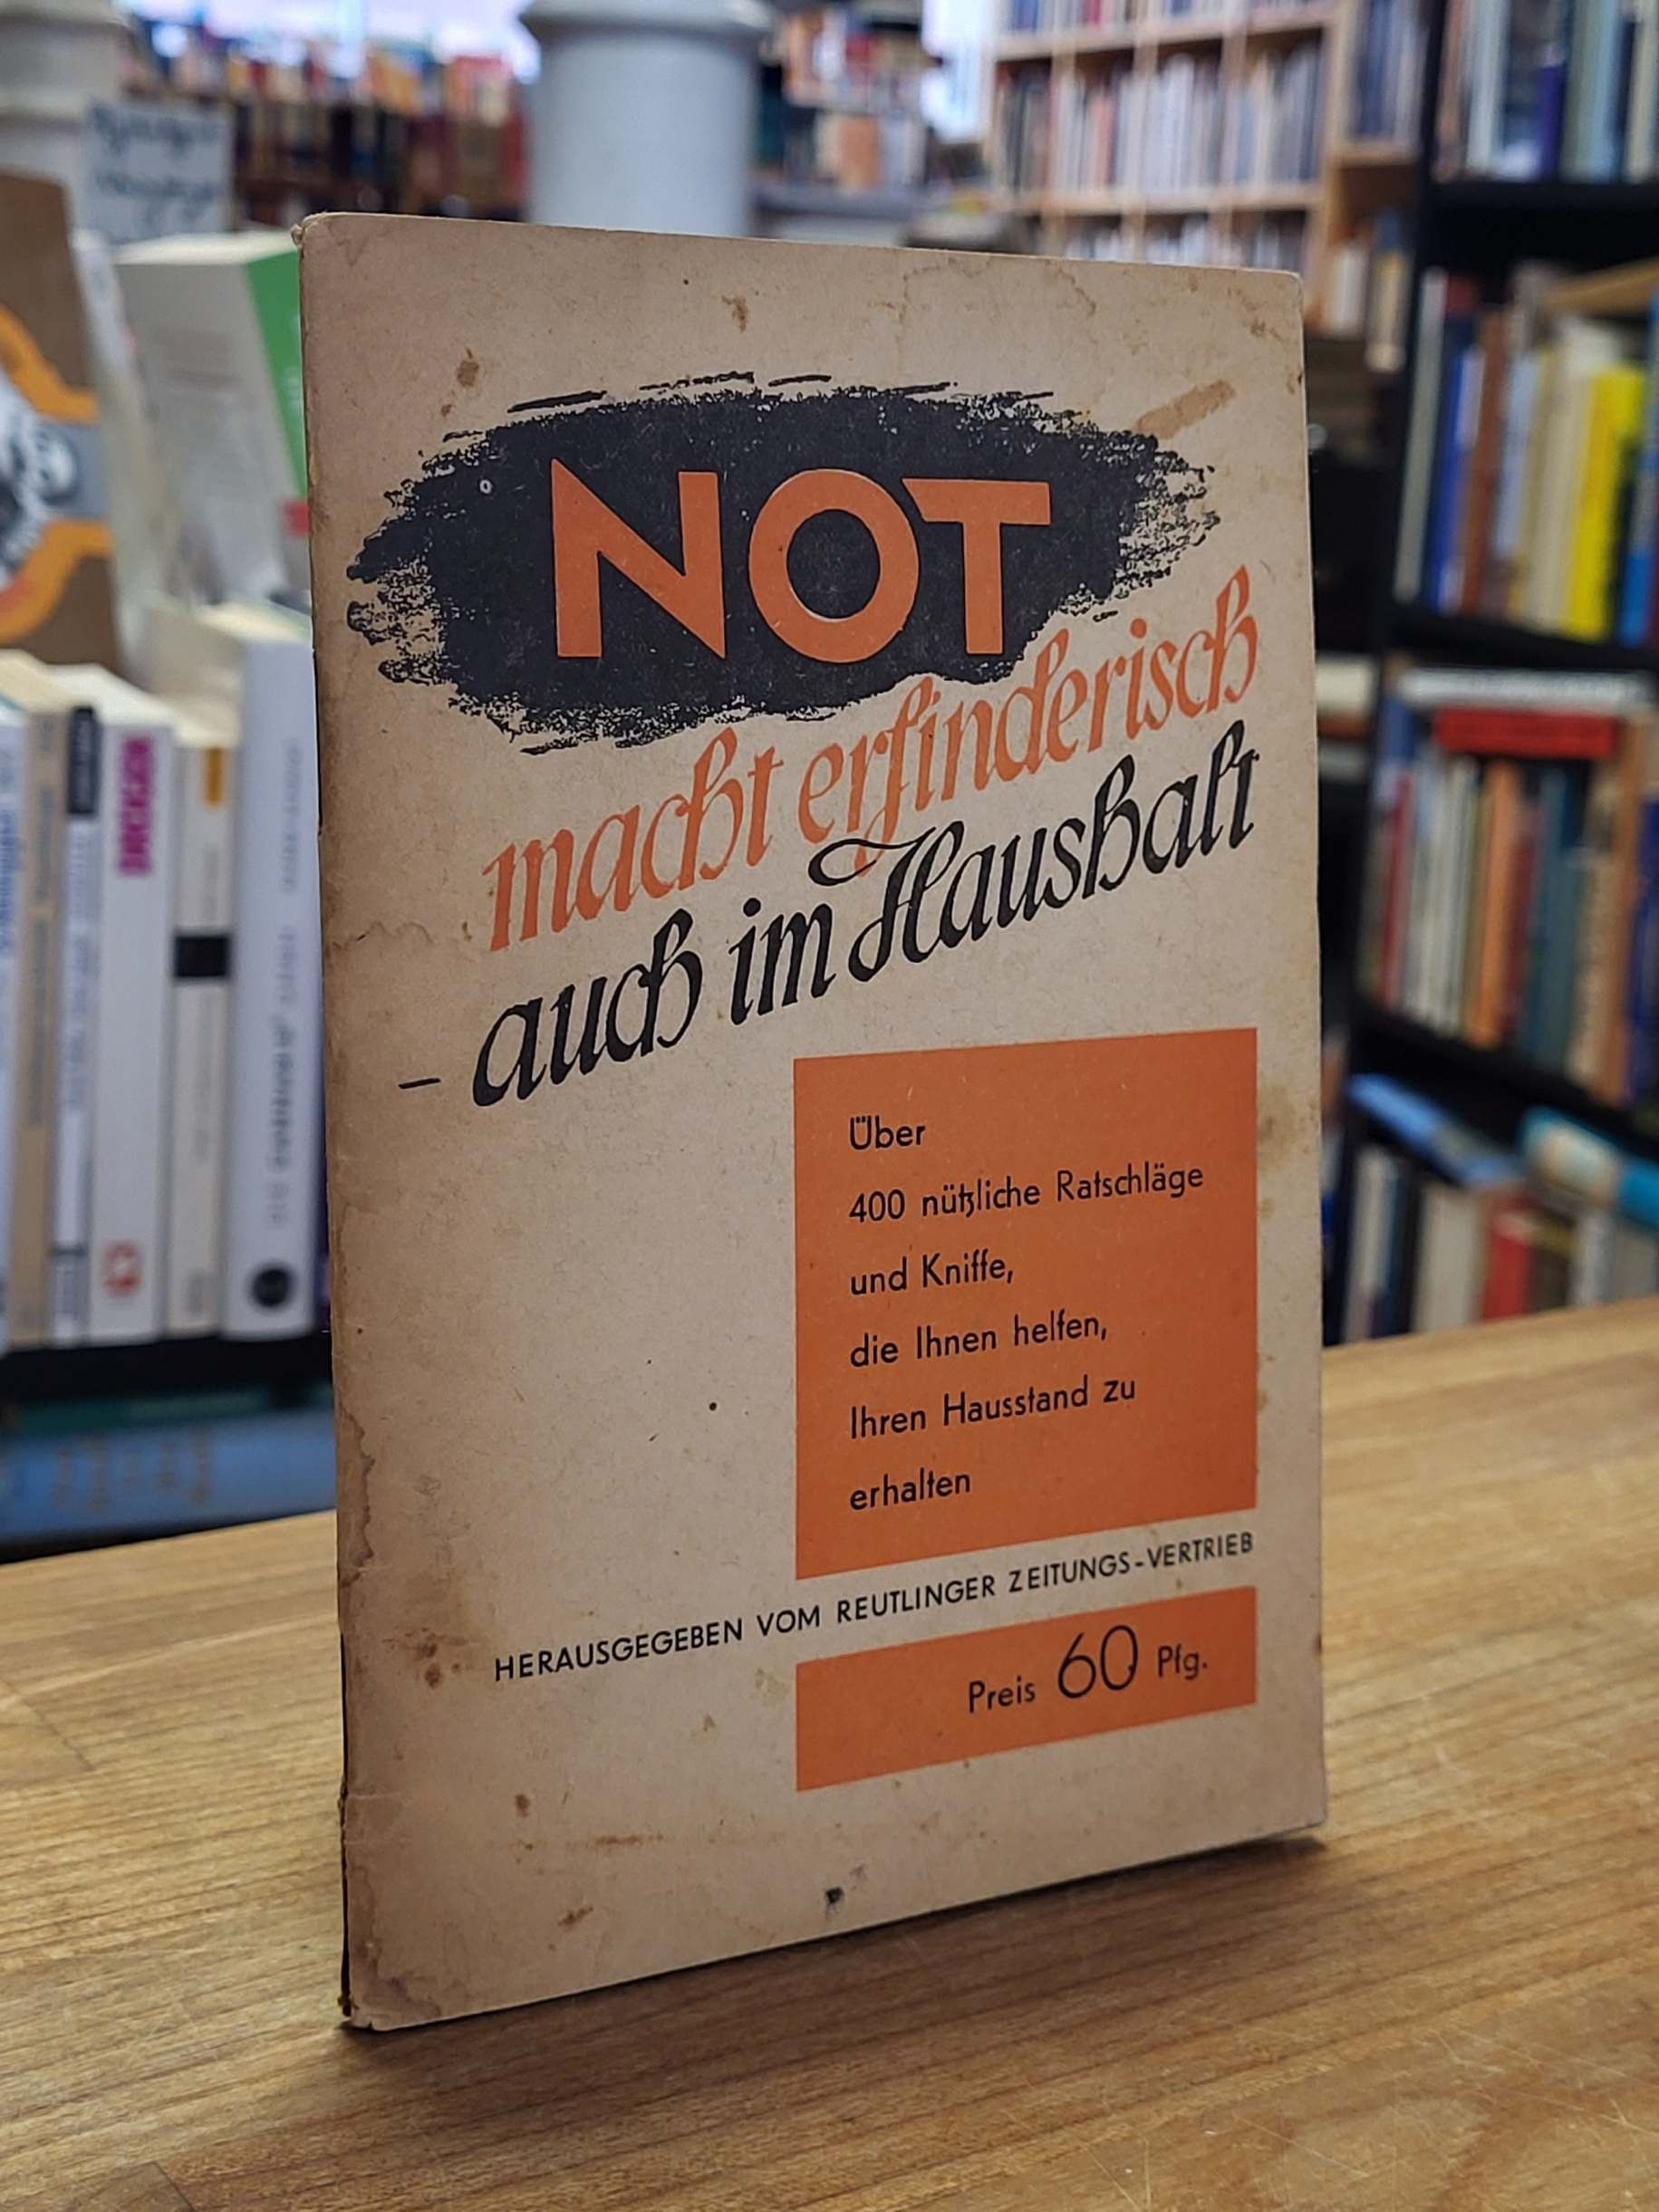 NOT
macht erfinderisch
- auch im Haushalt
Über
400 nützliche Ratschläge
und Kniffe,
die Ihnen helfen,
Ihren Hausstand zu
erhalten
HERAUSGEGEBEN VOM REUTLINGER ZEITUNGS-VERTRIEB
Preis 60 Pfg.